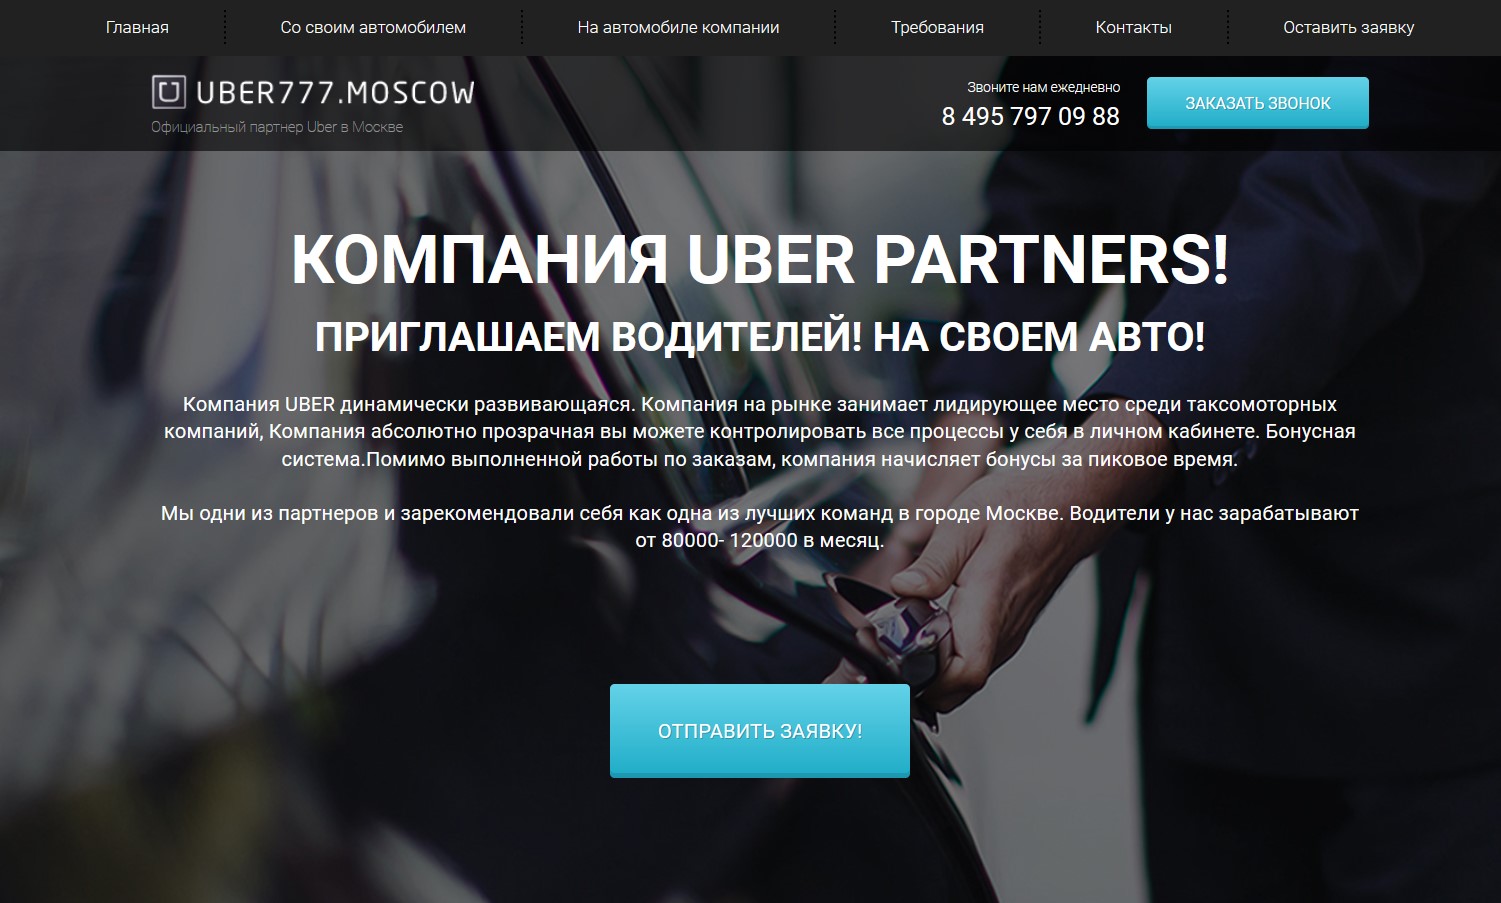 Главная
Со своим автомобилем
На автомобиле компании
Требования
Контакты
Оставить заявку
UBER777.MOSCOW
Официальный партнер Uber в Москве
Звоните нам ежедневно
8 495 797 09 88
ЗАКАЗАТЬ ЗВОНОК
КОМПАНИЯ UBER PARTNERS!
ПРИГЛАШАЕМ ВОДИТЕЛЕЙ! НА СВОЕМ АВТО!
Компания UBER динамически развивающаяся. Компания на рынке занимает лидирующее место среди таксомоторных
компаний, Компания абсолютно прозрачная вы можете контролировать все процессы у себя в личном кабинете. Бонусная
система.Помимо выполненной работы по заказам, компания начисляет бонусы за пиковое время.
Мы одни из партнеров и зарекомендовали себя как одна из лучших команд в городе Москве. Водители у нас зарабатывают
от 80000- 120000 в месяц.
ОТПРАВИТЬ ЗАЯВКУ!